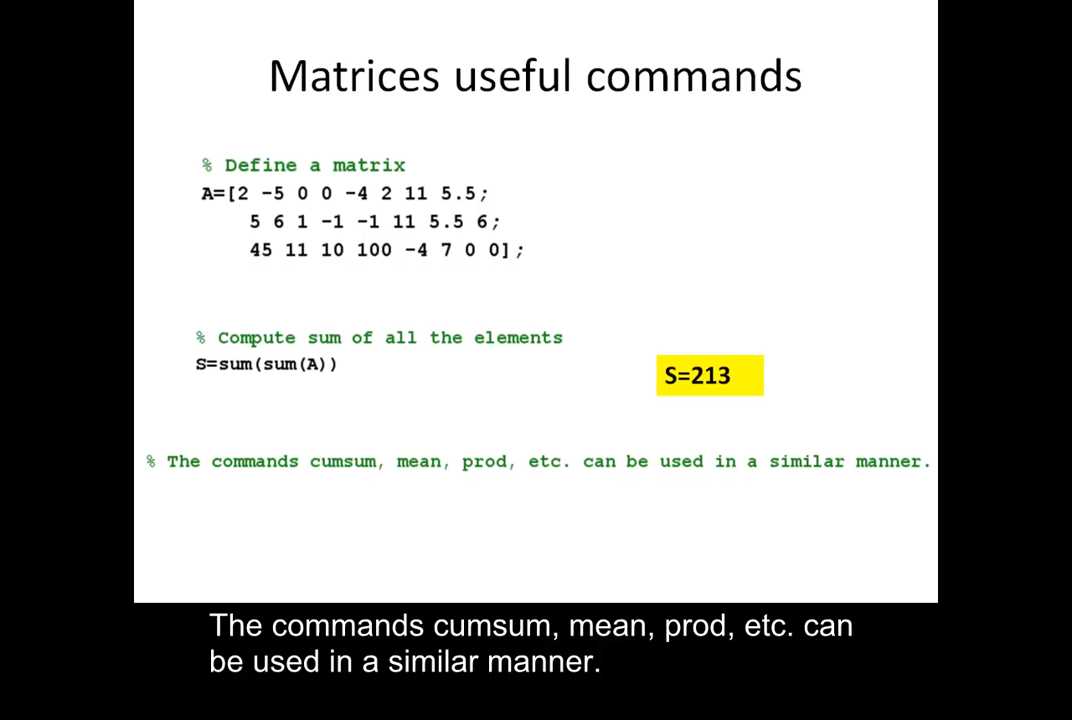 Matrices useful commands
% Define a matrix
A=[2 -5 0 0 -4 2 11 5.5;
5 6 1 -1 -1 11 5.5 6;
45 11 10 100 -4 7 0 0];
% Compute sum of all the elements
S=sum(sum(A))
S=213
% The commands cumsum, mean, prod, etc. can be used in a similar manner.
The commands cumsum, mean, prod, etc. can
be used in a similar manner.